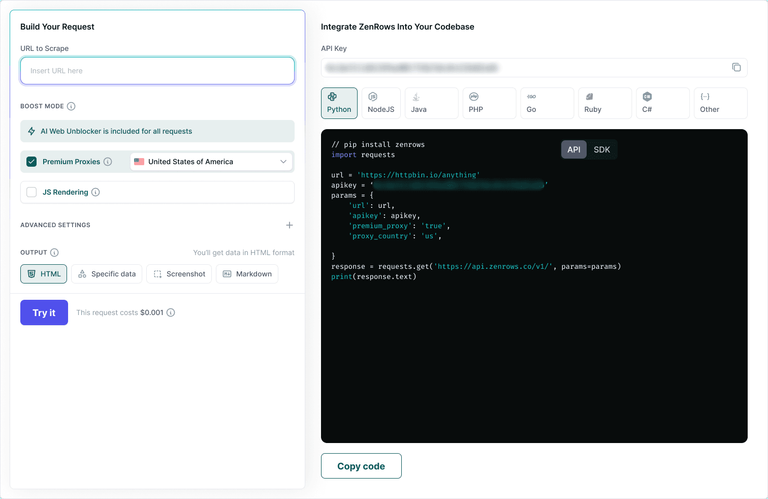 Build Your Request
URL to Scrape
Insert URL here
BOOST MODE
AI Web Unblocker is included for all requests
Premium Proxies
United States of America
JS Rendering
ADVANCED SETTINGS
OUTPUT
You'll get data in HTML format
HTML
Specific data
Screenshot
Markdown
Try it
This request costs $0.001
Integrate ZenRows Into Your Codebase
API Key
Python
NodeJS
Java
PHP
Go
Ruby
C#
Other
API
SDK
// pip install zenrows
import requests
url = 'https://httpbin.io/anything'
apikey = ' '
params = {
'url': url,
'apikey': apikey,
'premium_proxy': 'true',
'proxy_country': 'us',
}
response = requests.get('https://api.zenrows.co/v1/', params=params)
print(response.text)
Copy code